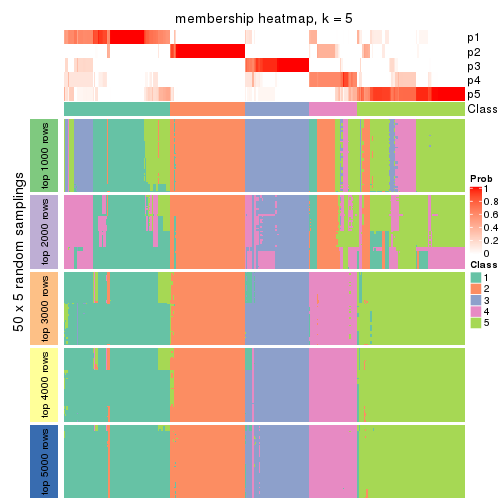 membership heatmap, k = 5
p1
p2
p3
p4
p5
Class
50 x 5 random samplings
top 1000 rows
top 2000 rows
top 3000 rows
top 4000 rows
top 5000 rows
Prob
1
0.8
0.6
0.4
0.2
0
Class
1
2
3
4
5